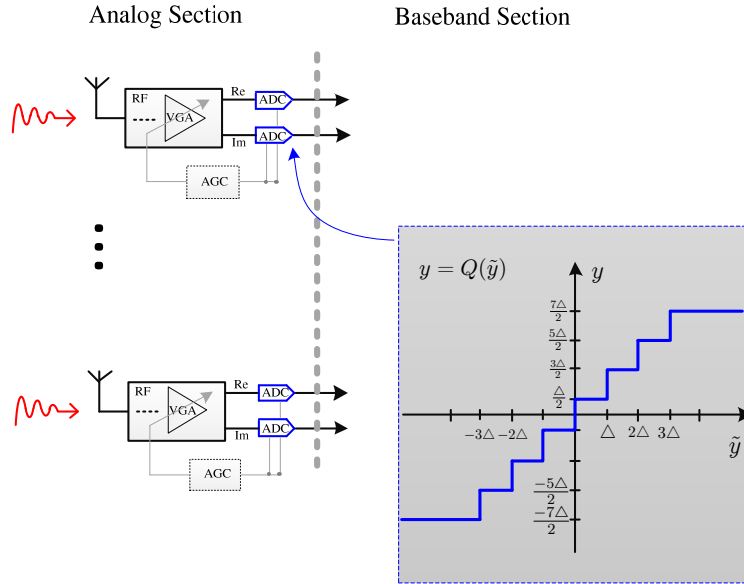 Analog Section
Baseband Section
RF
VGA
Re
ADC
Im
ADC
AGC
y = Q(ỹ)
y
7△/2
5△/2
3△/2
△/2
-3△ -2△ △ 2△ 3△
ỹ
-5△/2
-7△/2
RF
VGA
Re
ADC
Im
ADC
AGC